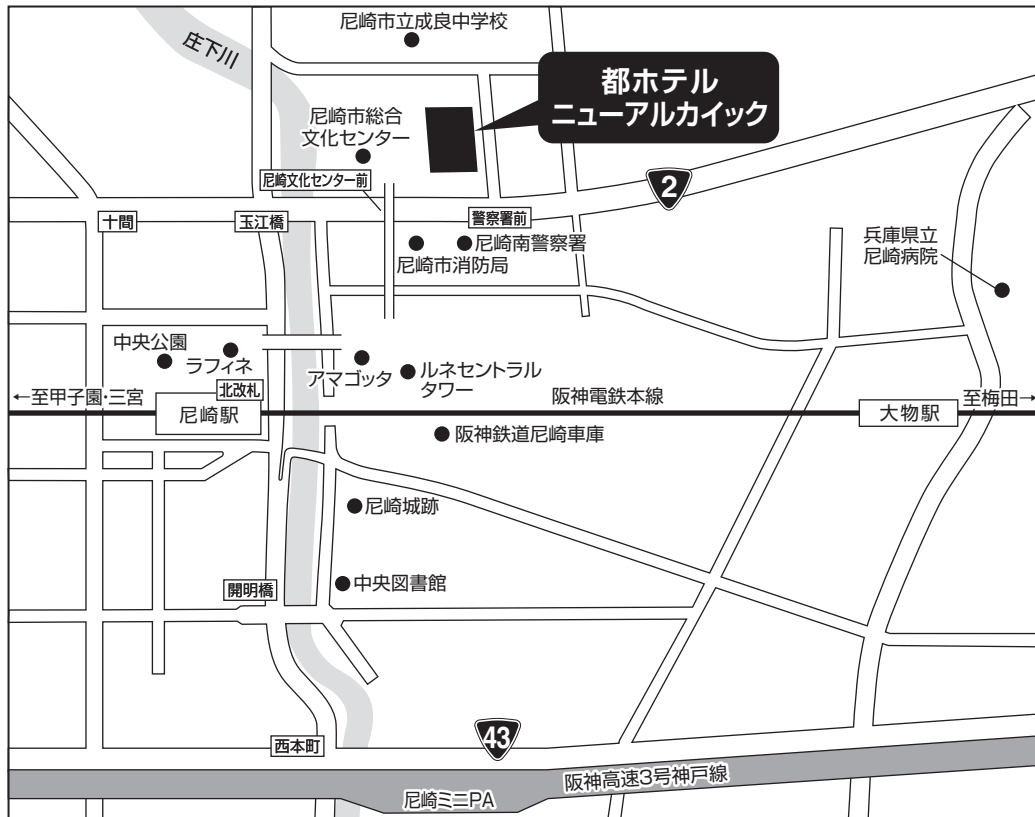 尼崎市立成良中学校
庄下川
都ホテル
ニューアルカイック
尼崎市総合
文化センター
尼崎文化センター前
2
十間
玉江橋
警察署前
尼崎南警察署
尼崎市消防局
兵庫県立
尼崎病院
中央公園
ラフィネ
アマゴッタ
ルネセントラル
タワー
北改札
←至甲子園・三宮
尼崎駅
阪神電鉄本線
大物駅
至梅田→
阪神鉄道尼崎車庫
尼崎城跡
中央図書館
開明橋
西本町
43
阪神高速3号神戸線
尼崎ミニPA